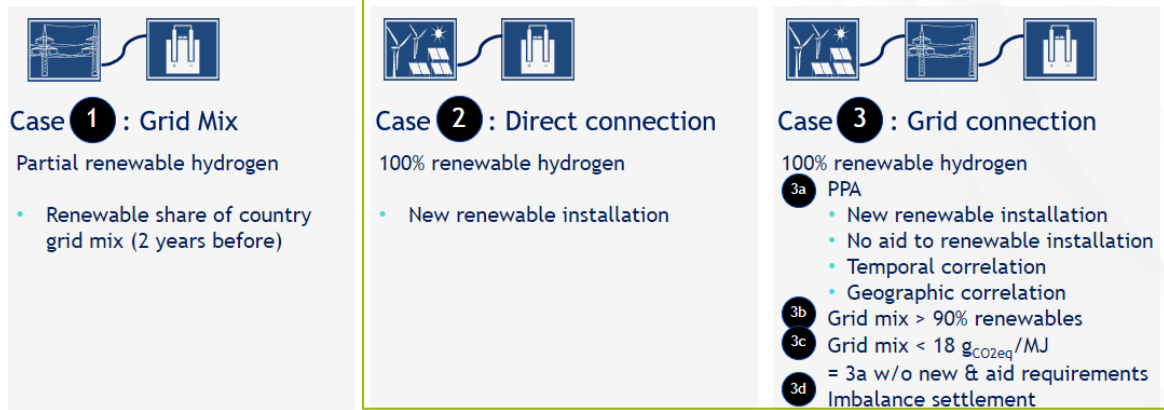 Case 1 : Grid Mix
Partial renewable hydrogen
• Renewable share of country
grid mix (2 years before)
Case 2 : Direct connection
100% renewable hydrogen
• New renewable installation
Case 3 : Grid connection
100% renewable hydrogen
3a PPA
• New renewable installation
• No aid to renewable installation
• Temporal correlation
• Geographic correlation
3b Grid mix > 90% renewables
3c Grid mix < 18 gCO2eq/MJ
= 3a w/o new & aid requirements
3d Imbalance settlement